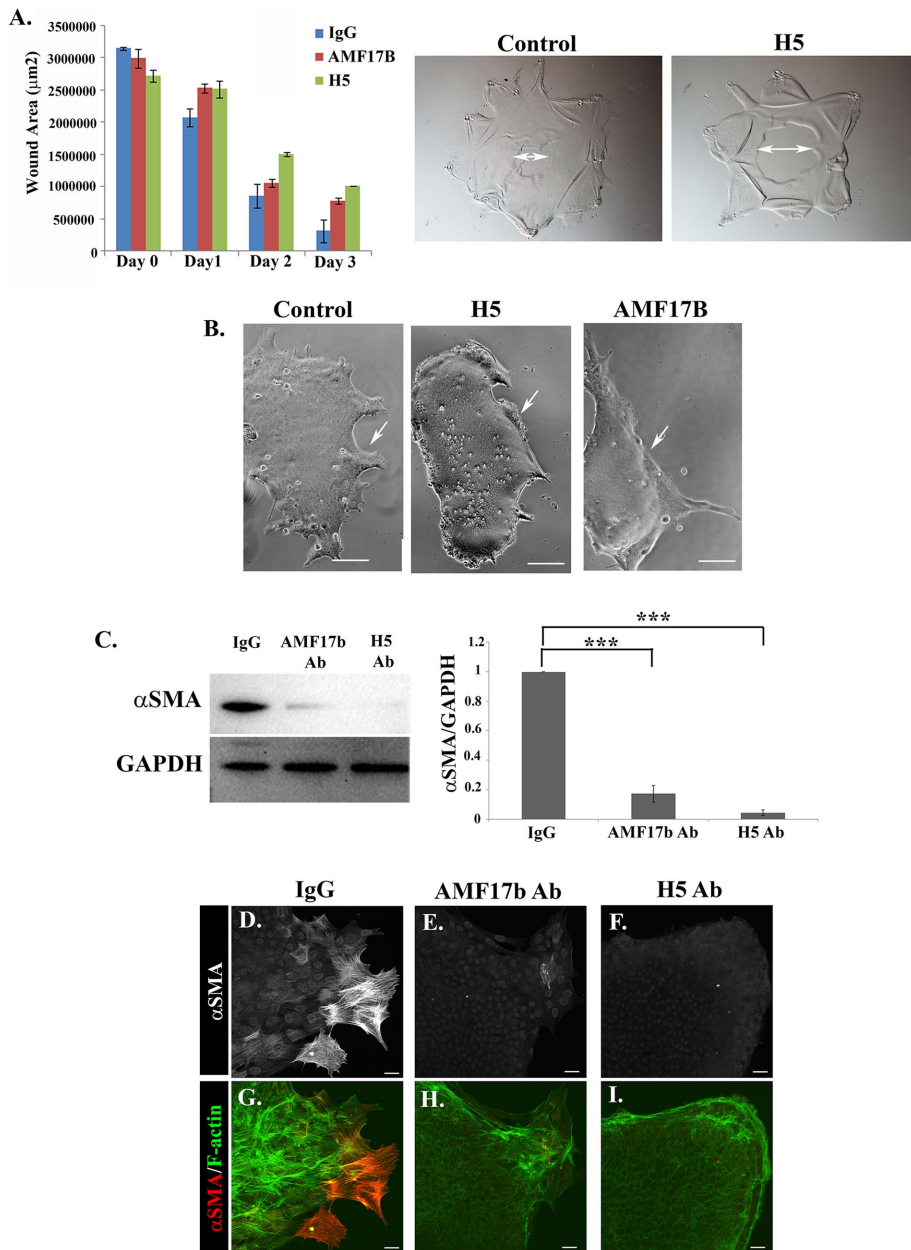 A.
Wound Area (μm2)
3500000
3000000
2500000
2000000
1500000
1000000
500000
0
Day 0 Day1 Day 2 Day 3
IgG
AMF17B
H5
Control H5
B.
Control H5 AMF17B
C.
IgG AMF17b Ab H5 Ab
αSMA
GAPDH
αSMA/GAPDH
1.2
1
0.8
0.6
0.4
0.2
0
***
***
IgG AMF17b Ab H5 Ab
IgG AMF17b Ab H5 Ab
αSMA
D. E. F.
αSMA/F-actin
G. H. I.